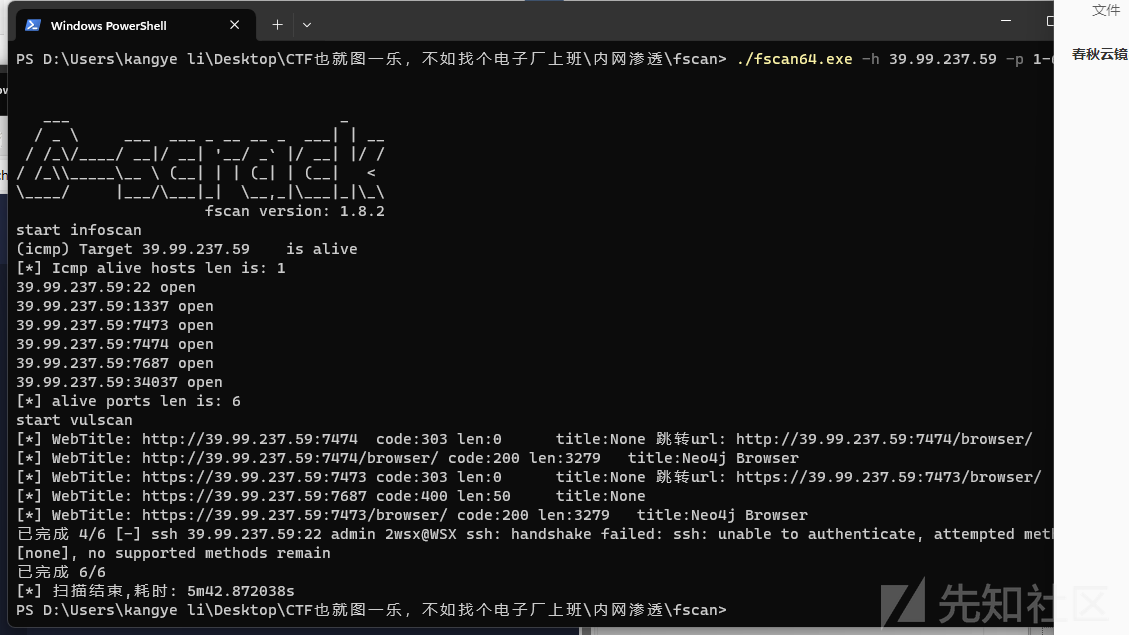 Windows PowerShell
文件
春秋云镜
PS D:\Users\kangye li\Desktop\CTF也就图一乐，不如找个电子厂上班\内网渗透\fscan> ./fscan64.exe -h 39.99.237.59 -p 1-
   ___                              _
  / _ \     ___  ___ _ __ __ _  ___| | __
 / /_\/____/ __|/ __| '__/ _` |/ __| |/ /
/ /_\\_____\__ \ (__| | | (_| | (__|   <
\____/     |___/\___|_|  \__,_|\___|_|\_\
                     fscan version: 1.8.2
start infoscan
(icmp) Target 39.99.237.59    is alive
[*] Icmp alive hosts len is: 1
39.99.237.59:22 open
39.99.237.59:1337 open
39.99.237.59:7473 open
39.99.237.59:7474 open
39.99.237.59:7687 open
39.99.237.59:34037 open
[*] alive ports len is: 6
start vulscan
[*] WebTitle: http://39.99.237.59:7474  code:303 len:0      title:None 跳转url: http://39.99.237.59:7474/browser/
[*] WebTitle: http://39.99.237.59:7474/browser/ code:200 len:3279   title:Neo4j Browser
[*] WebTitle: https://39.99.237.59:7473 code:303 len:0      title:None 跳转url: https://39.99.237.59:7473/browser/
[*] WebTitle: https://39.99.237.59:7687 code:400 len:50     title:None
[*] WebTitle: https://39.99.237.59:7473/browser/ code:200 len:3279   title:Neo4j Browser
已完成 4/6 [-] ssh 39.99.237.59:22 admin 2wsx@WSX ssh: handshake failed: ssh: unable to authenticate, attempted met
[none], no supported methods remain
已完成 6/6
[*] 扫描结束,耗时: 5m42.872038s
PS D:\Users\kangye li\Desktop\CTF也就图一乐，不如找个电子厂上班\内网渗透\fscan>
先知社区